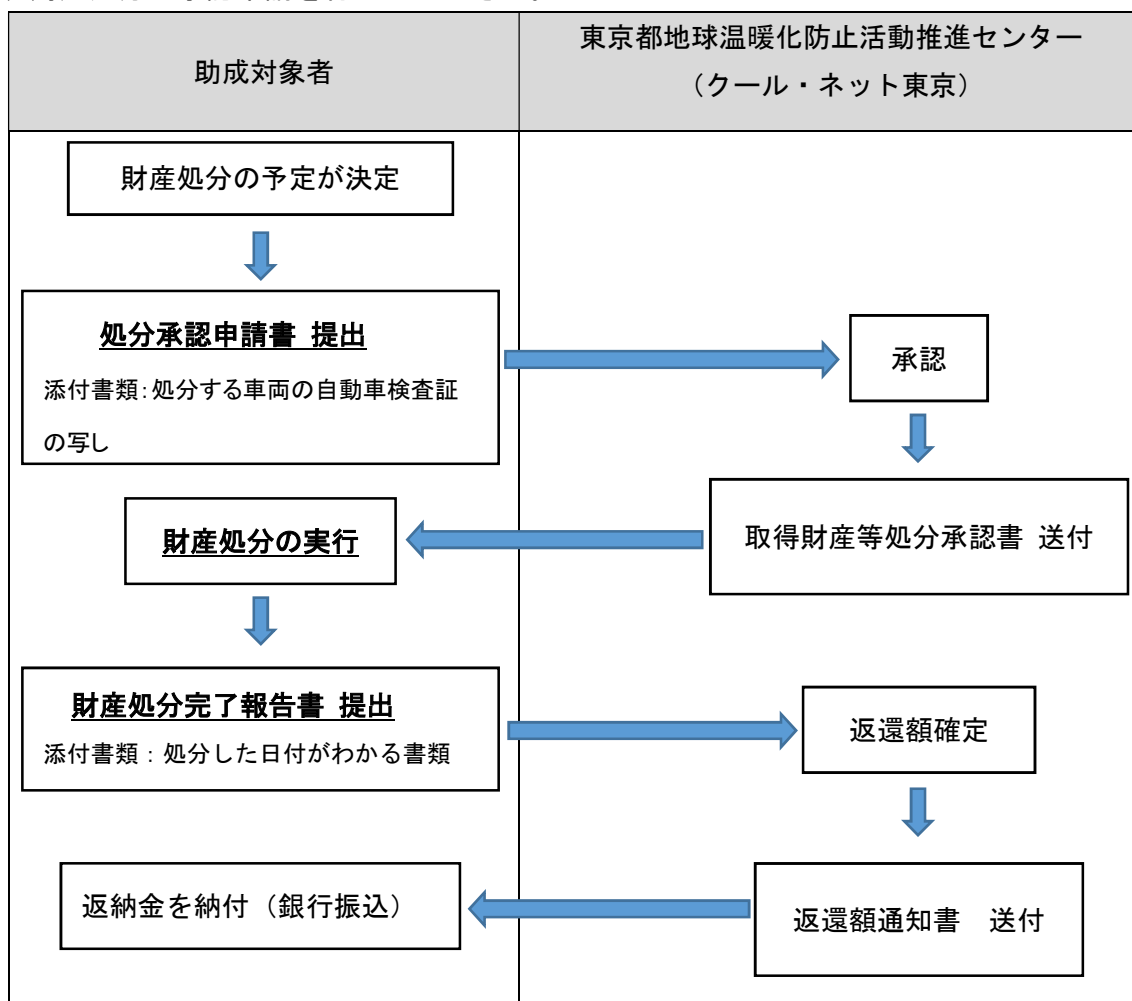 助成対象者
東京都地球温暖化防止活動推進センター
（クール・ネット東京）
財産処分の予定が決定
処分承認申請書 提出
添付書類：処分する車両の自動車検査証
の写し
承認
取得財産等処分承認書 送付
財産処分の実行
財産処分完了報告書 提出
添付書類：処分した日付がわかる書類
返還額確定
返還額通知書　送付
返納金を納付（銀行振込）